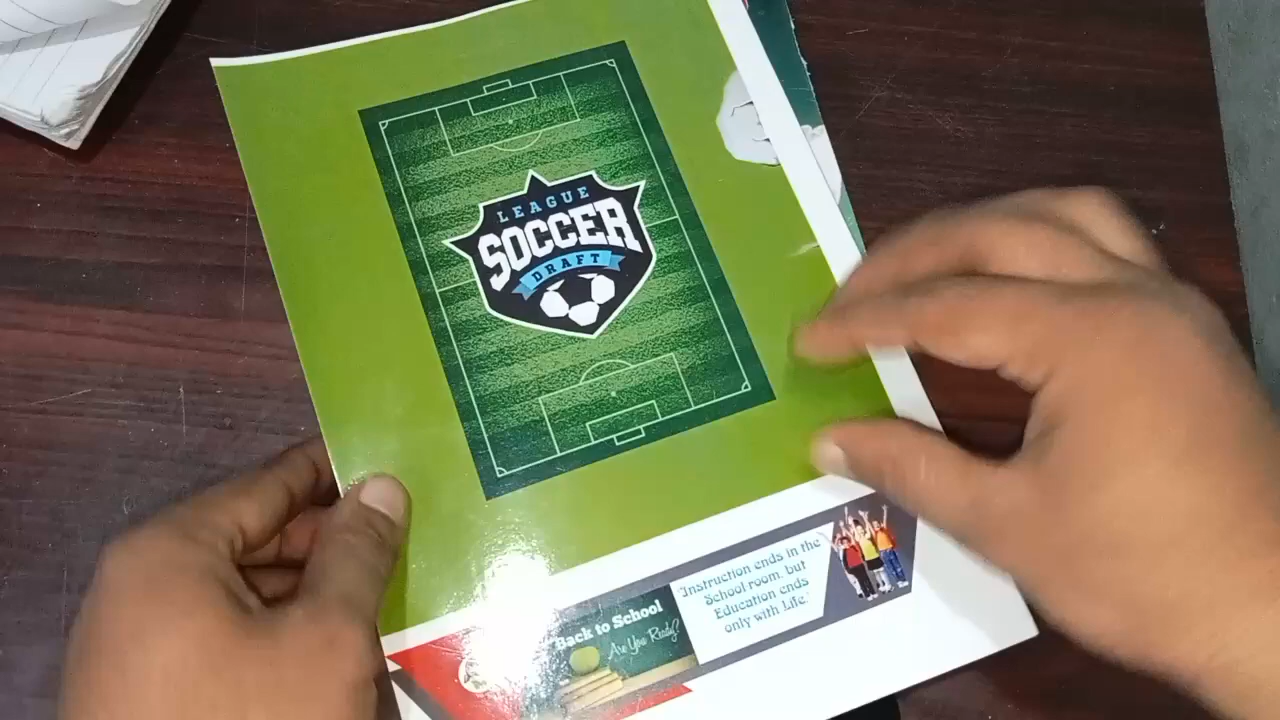 LEAGUE
SOCCER
DRAFT
Back to School
Are You Ready?
"Instruction ends in the
School room, but
Education ends
only with Life."